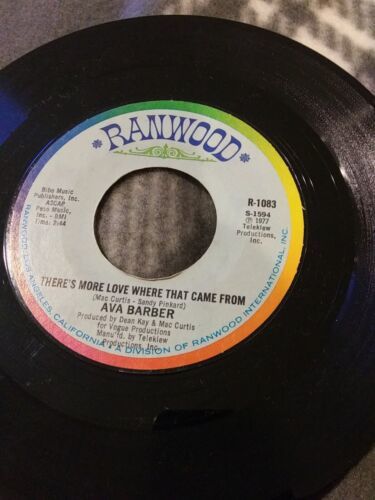 RANWOOD
Bibo Music
Publishers, Inc.
ASCAP
Peso Music,
Inc. - BMI
Time: 2:44
R-1083
S-1594
Ⓟ 1977
Teleklew
Productions,
Inc.
THERE'S MORE LOVE WHERE THAT CAME FROM
(Mac Curtis - Sandy Pinkard)
AVA BARBER
Produced by Dean Kay & Mac Curtis
for Vogue Productions
Manu'fd. by Teleklew
Productions, Inc.
RANWOOD, LOS ANGELES, CALIFORNIA / A DIVISION OF RANWOOD INTERNATIONAL, INC.